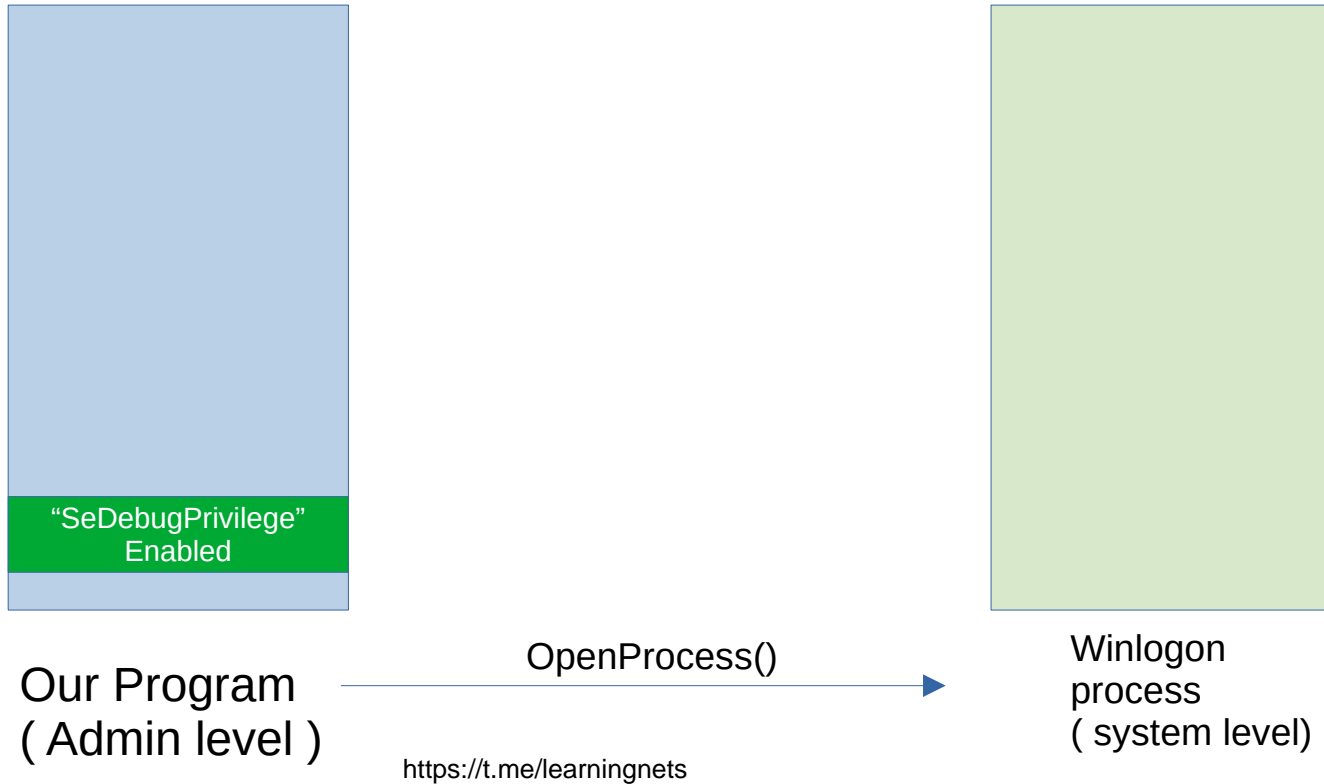 “SeDebugPrivilege”
Enabled
Our Program
( Admin level )
OpenProcess()
Winlogon
process
( system level)
https://t.me/learningnets